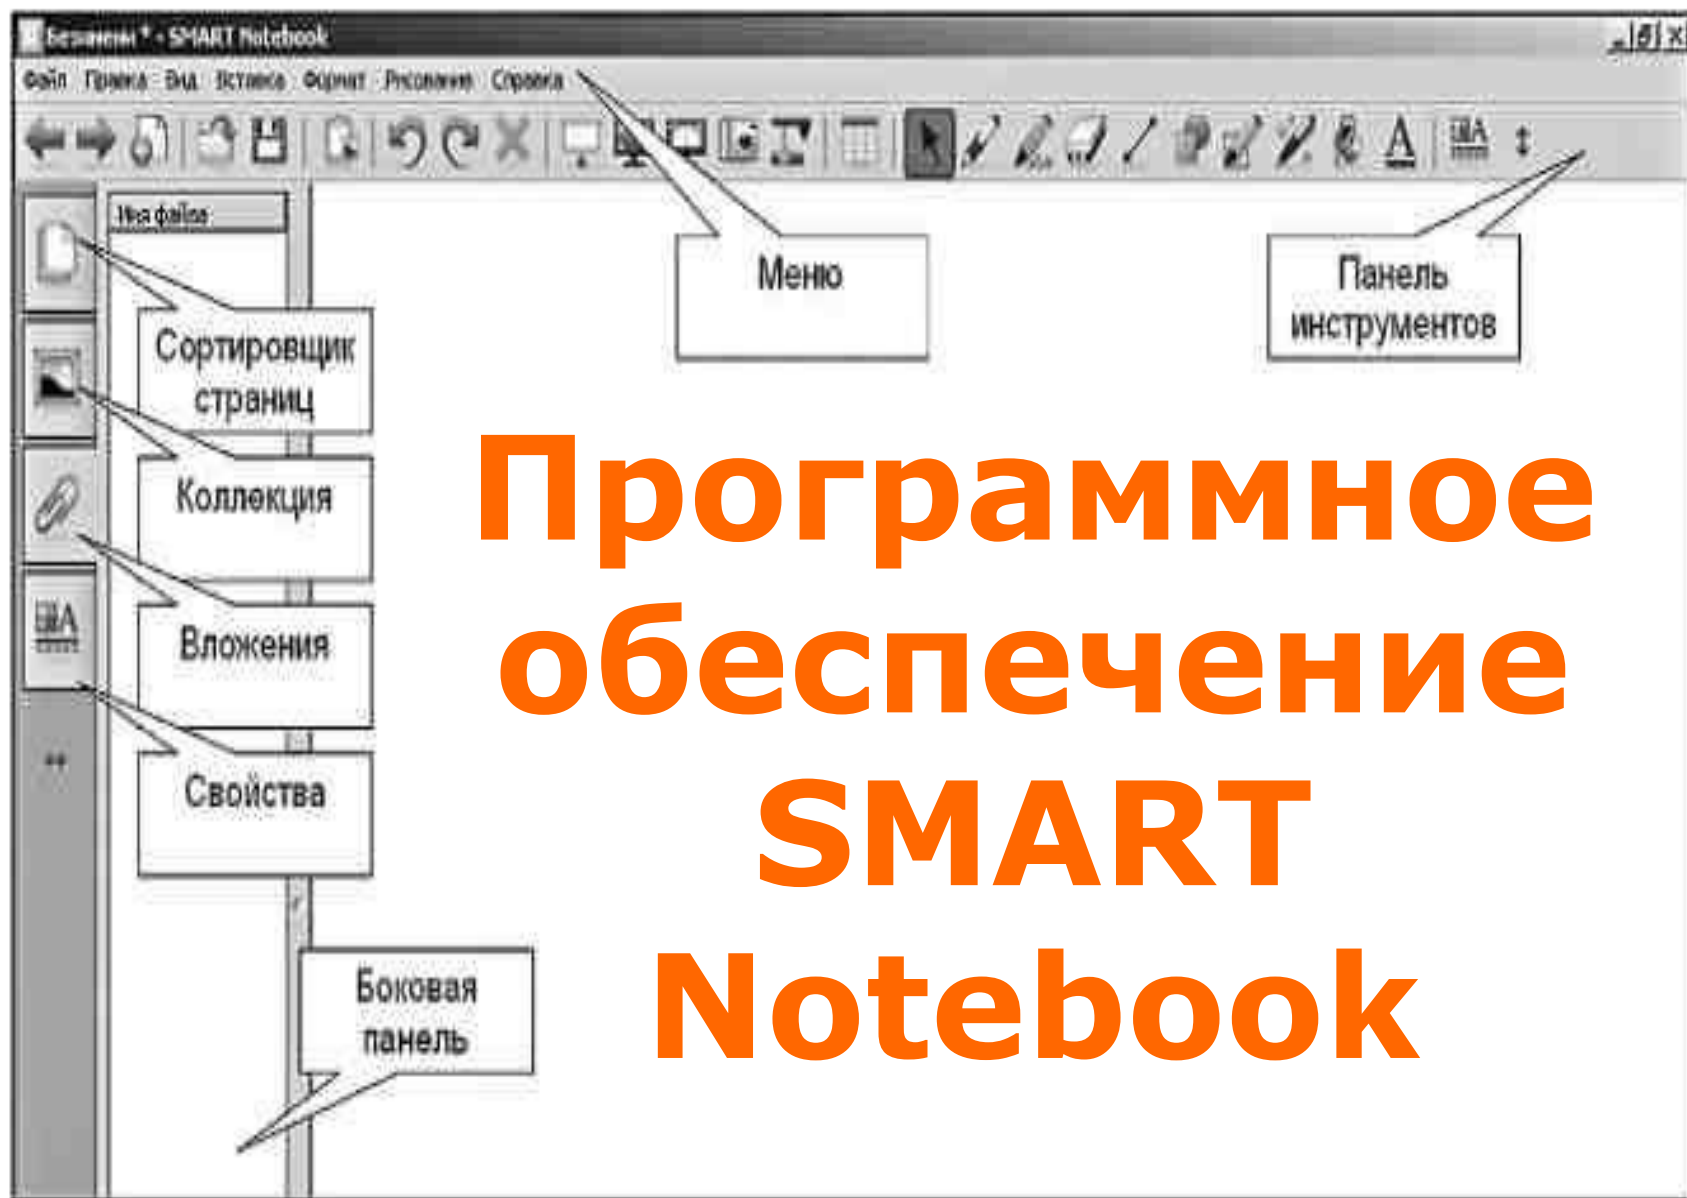 Безимени * - SMART Notebook
Файл Правка Вид Вставка Формат Рисование Справка
Имя файла
Меню
Панель
инструментов
Сортировщик
страниц
Коллекция
Вложения
Свойства
Боковая
панель
Программное
обеспечение
SMART
Notebook